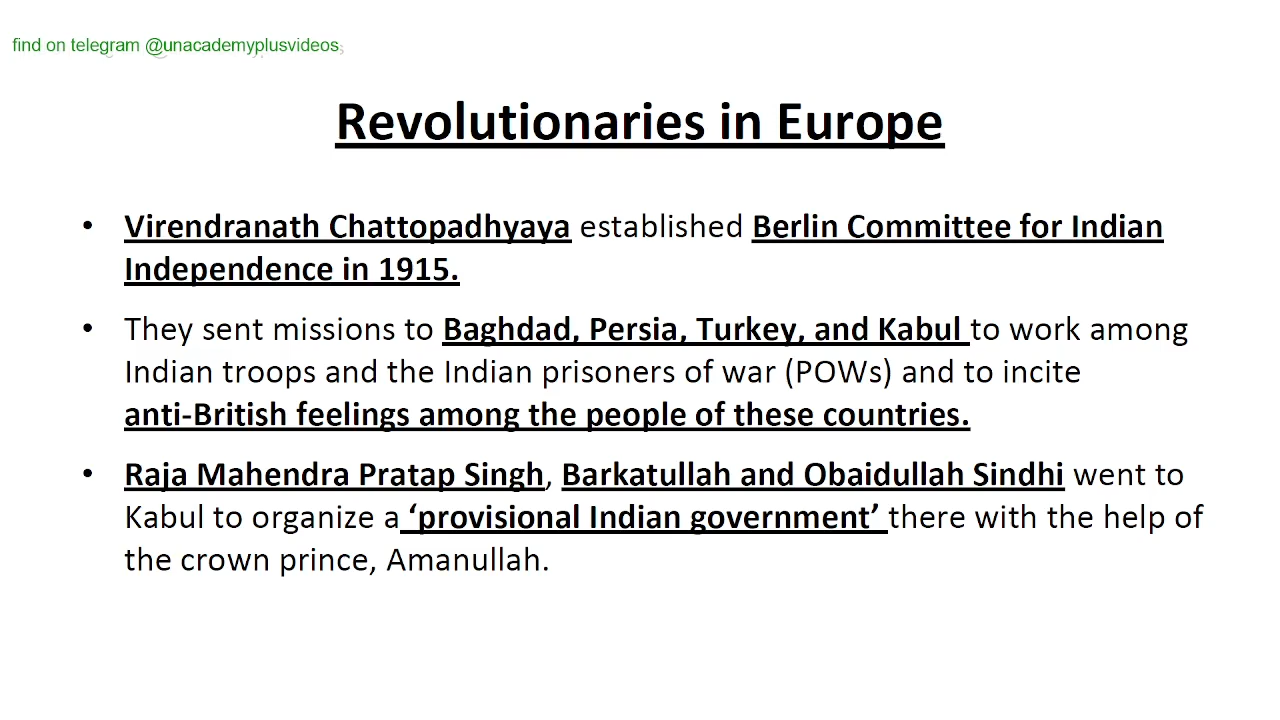 find on telegram @unacademyplusvideos
Revolutionaries in Europe
• Virendranath Chattopadhyaya established Berlin Committee for Indian
Independence in 1915.
• They sent missions to Baghdad, Persia, Turkey, and Kabul to work among
Indian troops and the Indian prisoners of war (POWs) and to incite
anti-British feelings among the people of these countries.
• Raja Mahendra Pratap Singh, Barkatullah and Obaidullah Sindhi went to
Kabul to organize a ‘provisional Indian government’ there with the help of
the crown prince, Amanullah.